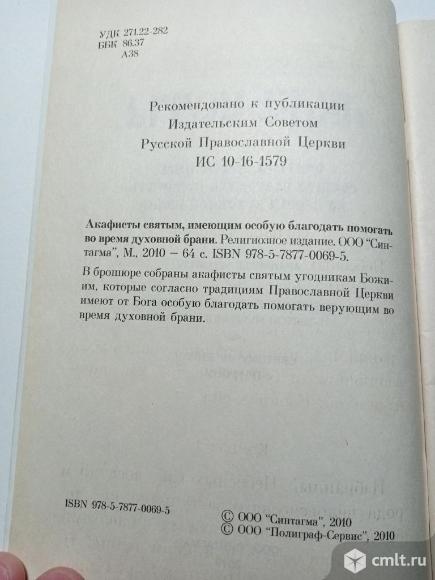 УДК 271.22-282
ББК 86.37
А38
Рекомендовано к публикации
Издательским Советом
Русской Православной Церкви
ИС 10-16-1579
Акафисты святым, имеющим особую благодать помогать
во время духовной брани. Религиозное издание. ООО "Син-
тагма", М., 2010 – 64 с. ISBN 978-5-7877-0069-5.
В брошюре собраны акафисты святым угодникам Божи-
им, которые согласно традициям Православной Церкви
имеют от Бога особую благодать помогать верующим во
время духовной брани.
ISBN 978-5-7877-0069-5
© ООО "Синтагма", 2010
© ООО "Полиграф-Сервис", 2010
cmlt.ru